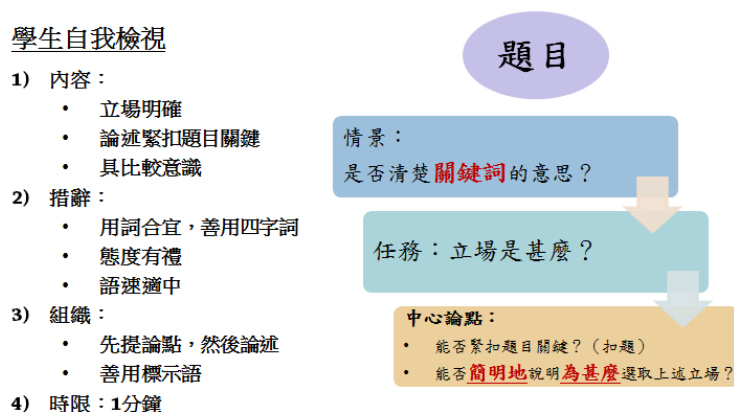 學生自我檢視
1) 內容：
• 立場明確
• 論述緊扣題目關鍵
• 具比較意識
2) 措辭：
• 用詞合宜，善用四字詞
• 態度有禮
• 語速適中
3) 組織：
• 先提論點，然後論述
• 善用標示語
4) 時限：1分鐘
題目
情景：
是否清楚關鍵詞的意思？
任務：立場是甚麼？
中心論點：
• 能否緊扣題目關鍵？（扣題）
• 能否簡明地說明為甚麼選取上述立場？